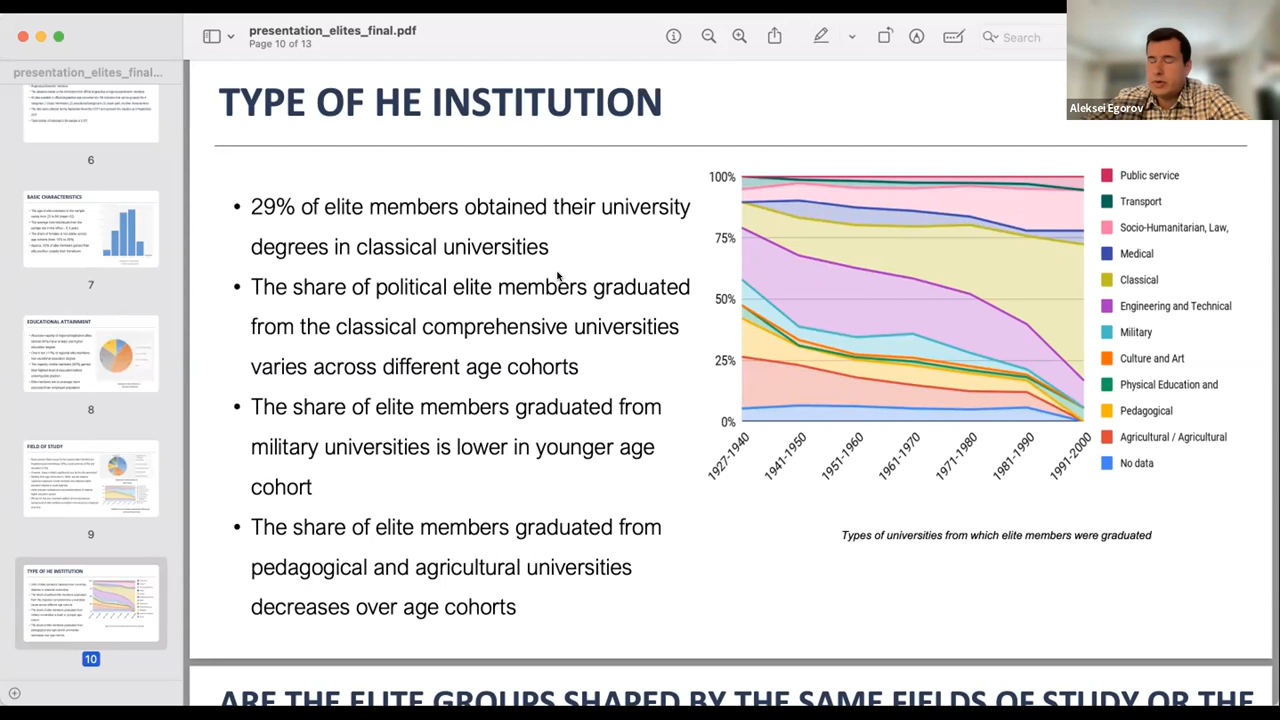 presentation_elites_final.pdf
Page 10 of 13
Search
Aleksei Egorov
presentation_elites_final...
6
BASIC CHARACTERISTICS
7
EDUCATIONAL ATTAINMENT
8
FIELD OF STUDY
9
TYPE OF HE INSTITUTION
10
TYPE OF HE INSTITUTION
• 29% of elite members obtained their university
degrees in classical universities
• The share of political elite members graduated
from the classical comprehensive universities
varies across different age cohorts
• The share of elite members graduated from
military universities is lower in younger age
cohort
• The share of elite members graduated from
pedagogical and agricultural universities
decreases over age cohorts
100%
75%
50%
25%
0%
1927-1940
1941-1950
1951-1960
1961-1970
1971-1980
1981-1990
1991-2000
Public service
Transport
Socio-Humanitarian, Law,
Medical
Classical
Engineering and Technical
Military
Culture and Art
Physical Education and
Pedagogical
Agricultural / Agricultural
No data
Types of universities from which elite members were graduated
ARE THE ELITE GROUPS SHAPED BY THE SAME FIELDS OF STUDY OR THE